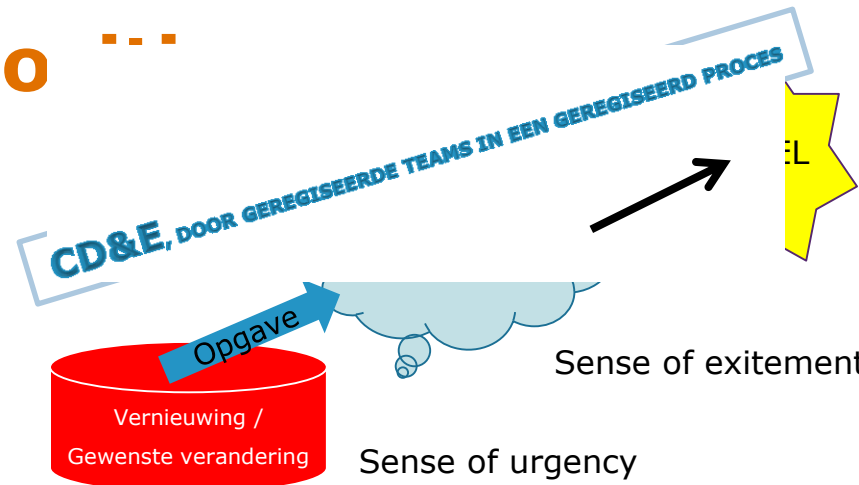 CD&E, DOOR GEREGISEERDE TEAMS IN EEN GEREGISEERD PROCES
Opgave
Sense of exitement
Vernieuwing /
Gewenste verandering
Sense of urgency